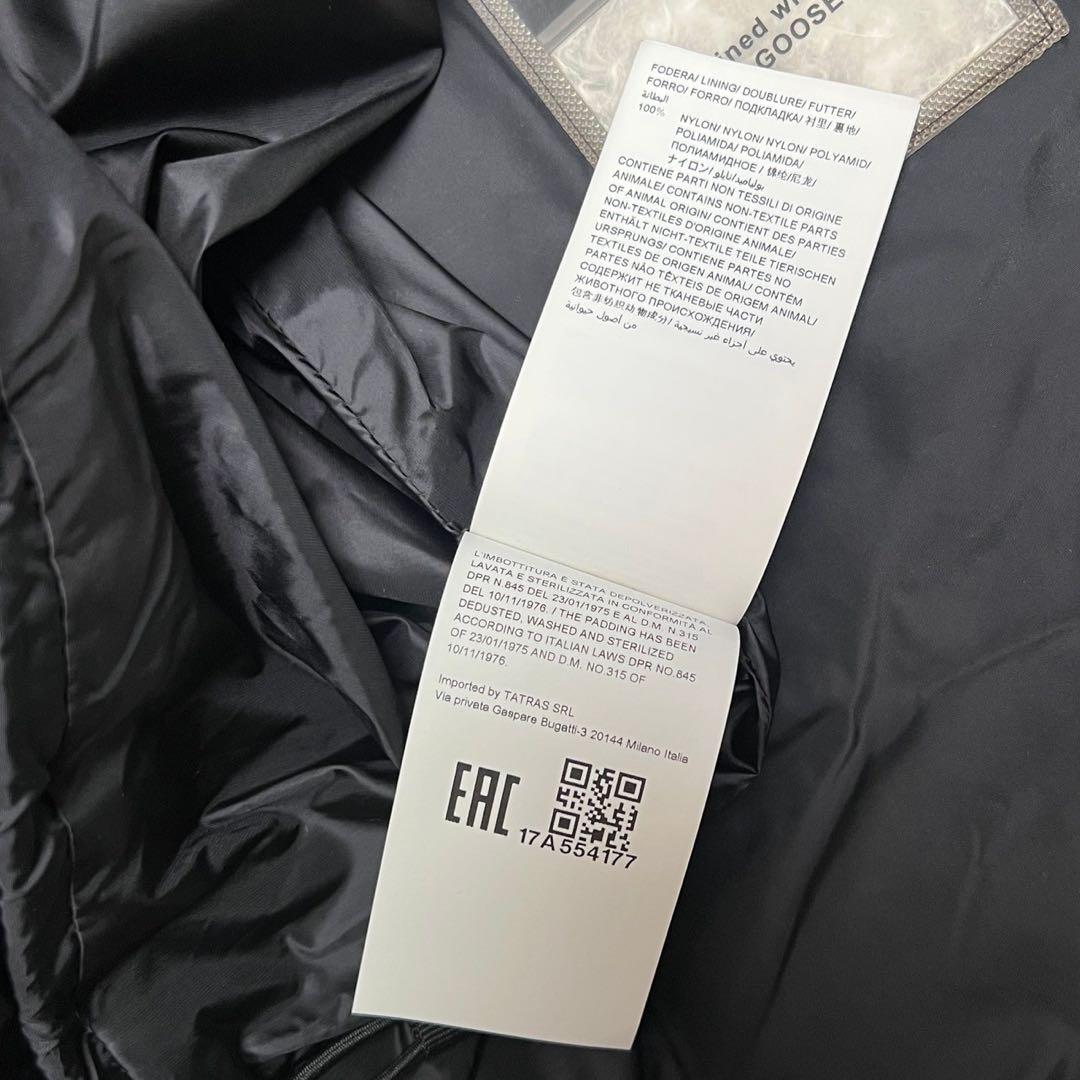 ined wi
GOOSE
FODERA/ LINING/ DOUBLURE/ FUTTER/
FORRO/ FORRO/ ПОДКЛАДКА/ 衬里/ 裏地/
البطانة
100%
NYLON/ NYLON/ NYLON/ POLYAMID/
POLIAMIDA/ POLIAMIDA/
ПОЛИАМИДНОЕ / 锦纶/尼龙/
ナイロン/نايلو/بولياميد
CONTIENE PARTI NON TESSILI DI ORIGINE
ANIMALE/ CONTAINS NON-TEXTILE PARTS
OF ANIMAL ORIGIN/ CONTIENT DES PARTIES
NON-TEXTILES D'ORIGINE ANIMALE/
ENTHÄLT NICHT-TEXTILE TEILE TIERISCHEN
URSPRUNGS/ CONTIENE PARTES NO
TEXTILES DE ORIGEN ANIMAL/ CONTÉM
PARTES NÃO TÊXTEIS DE ORIGEM ANIMAL/
СОДЕРЖИТ НЕ ТКАНЕВЫЕ ЧАСТИ
ЖИВОТНОГО ПРОИСХОЖДЕНИЯ/
包含非纺织动物成分/ يحتوي على أجزاء غير نسيجية
من أصول حيوانية
L'IMBOTTITURA E STATA DEPOLVERIZZATA,
LAVATA E STERILIZZATA IN CONFORMITÀ AL
DPR N.845 DEL 23/01/1975 E AL D.M. N 315
DEL 10/11/1976. / THE PADDING HAS BEEN
DEDUSTED, WASHED AND STERILIZED
ACCORDING TO ITALIAN LAWS DPR NO.845
OF 23/01/1975 AND D.M. NO.315 OF
10/11/1976.
Imported by TATRAS SRL
Via privata Gaspare Bugatti-3 20144 Milano Italia
EAC
17A554177